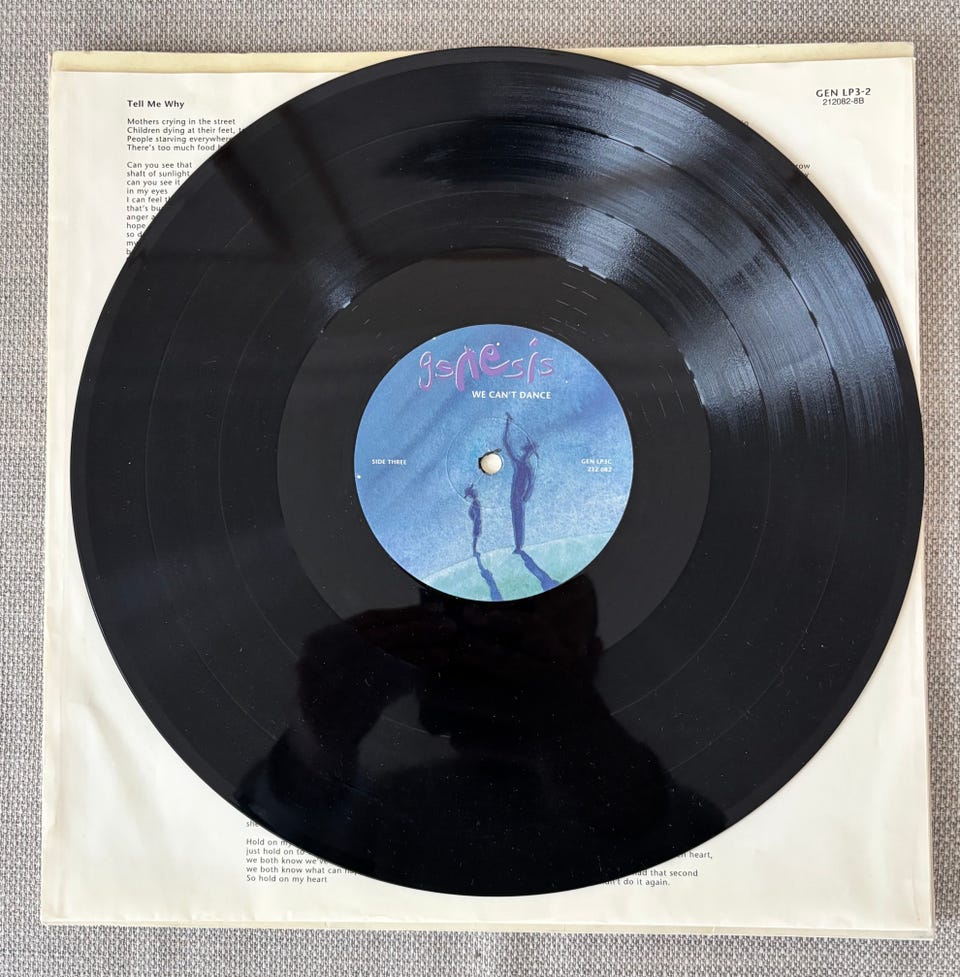 Tell Me Why
GEN LP3-2
212082-8B
Mothers crying in the street
Children dying at their feet,
People starving everywhere
There's too much food
Can you see that
shaft of sunlight
can you see it
in my eyes
I can feel
that's
anger
hope
so
my
genesis
WE CAN'T DANCE
SIDE THREE
GEN LP3C
212 082
Hold on my
just hold on to
we both know we've
we both know what can
So hold on my heart
heart,
that second
do it again.